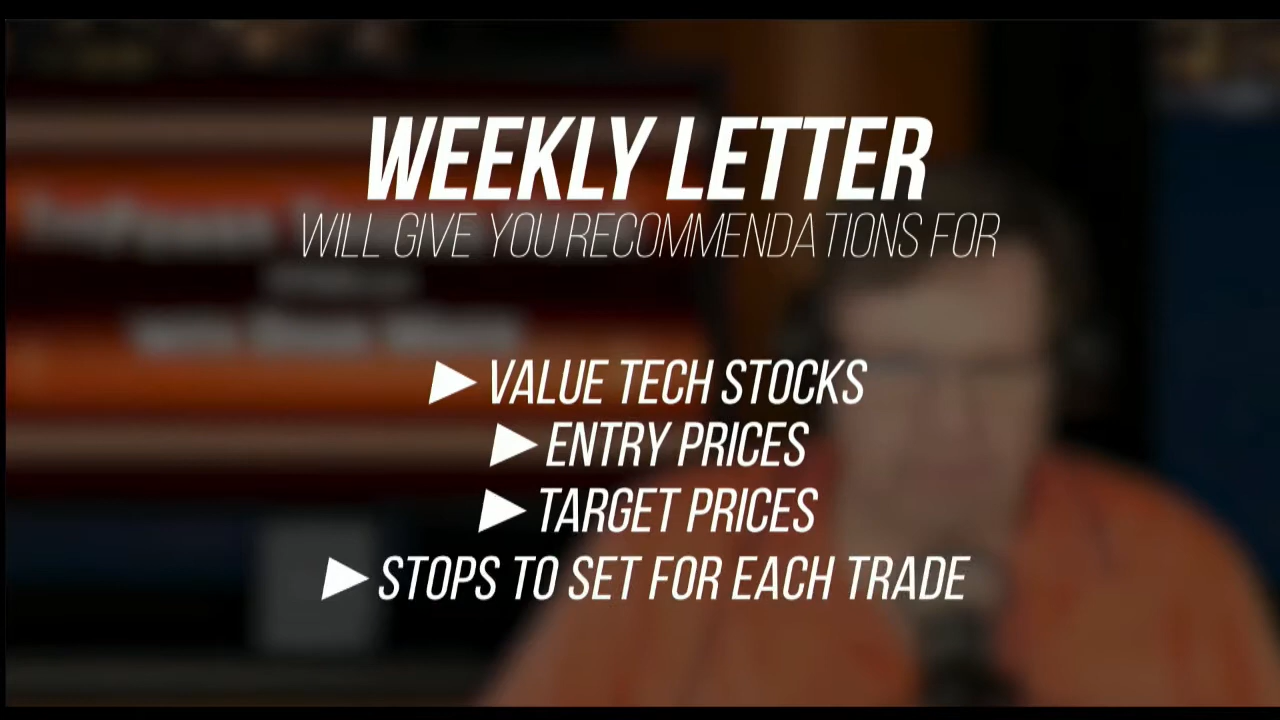 WEEKLY LETTER
WILL GIVE YOU RECOMMENDATIONS FOR
▶ VALUE TECH STOCKS
▶ ENTRY PRICES
▶ TARGET PRICES
▶ STOPS TO SET FOR EACH TRADE